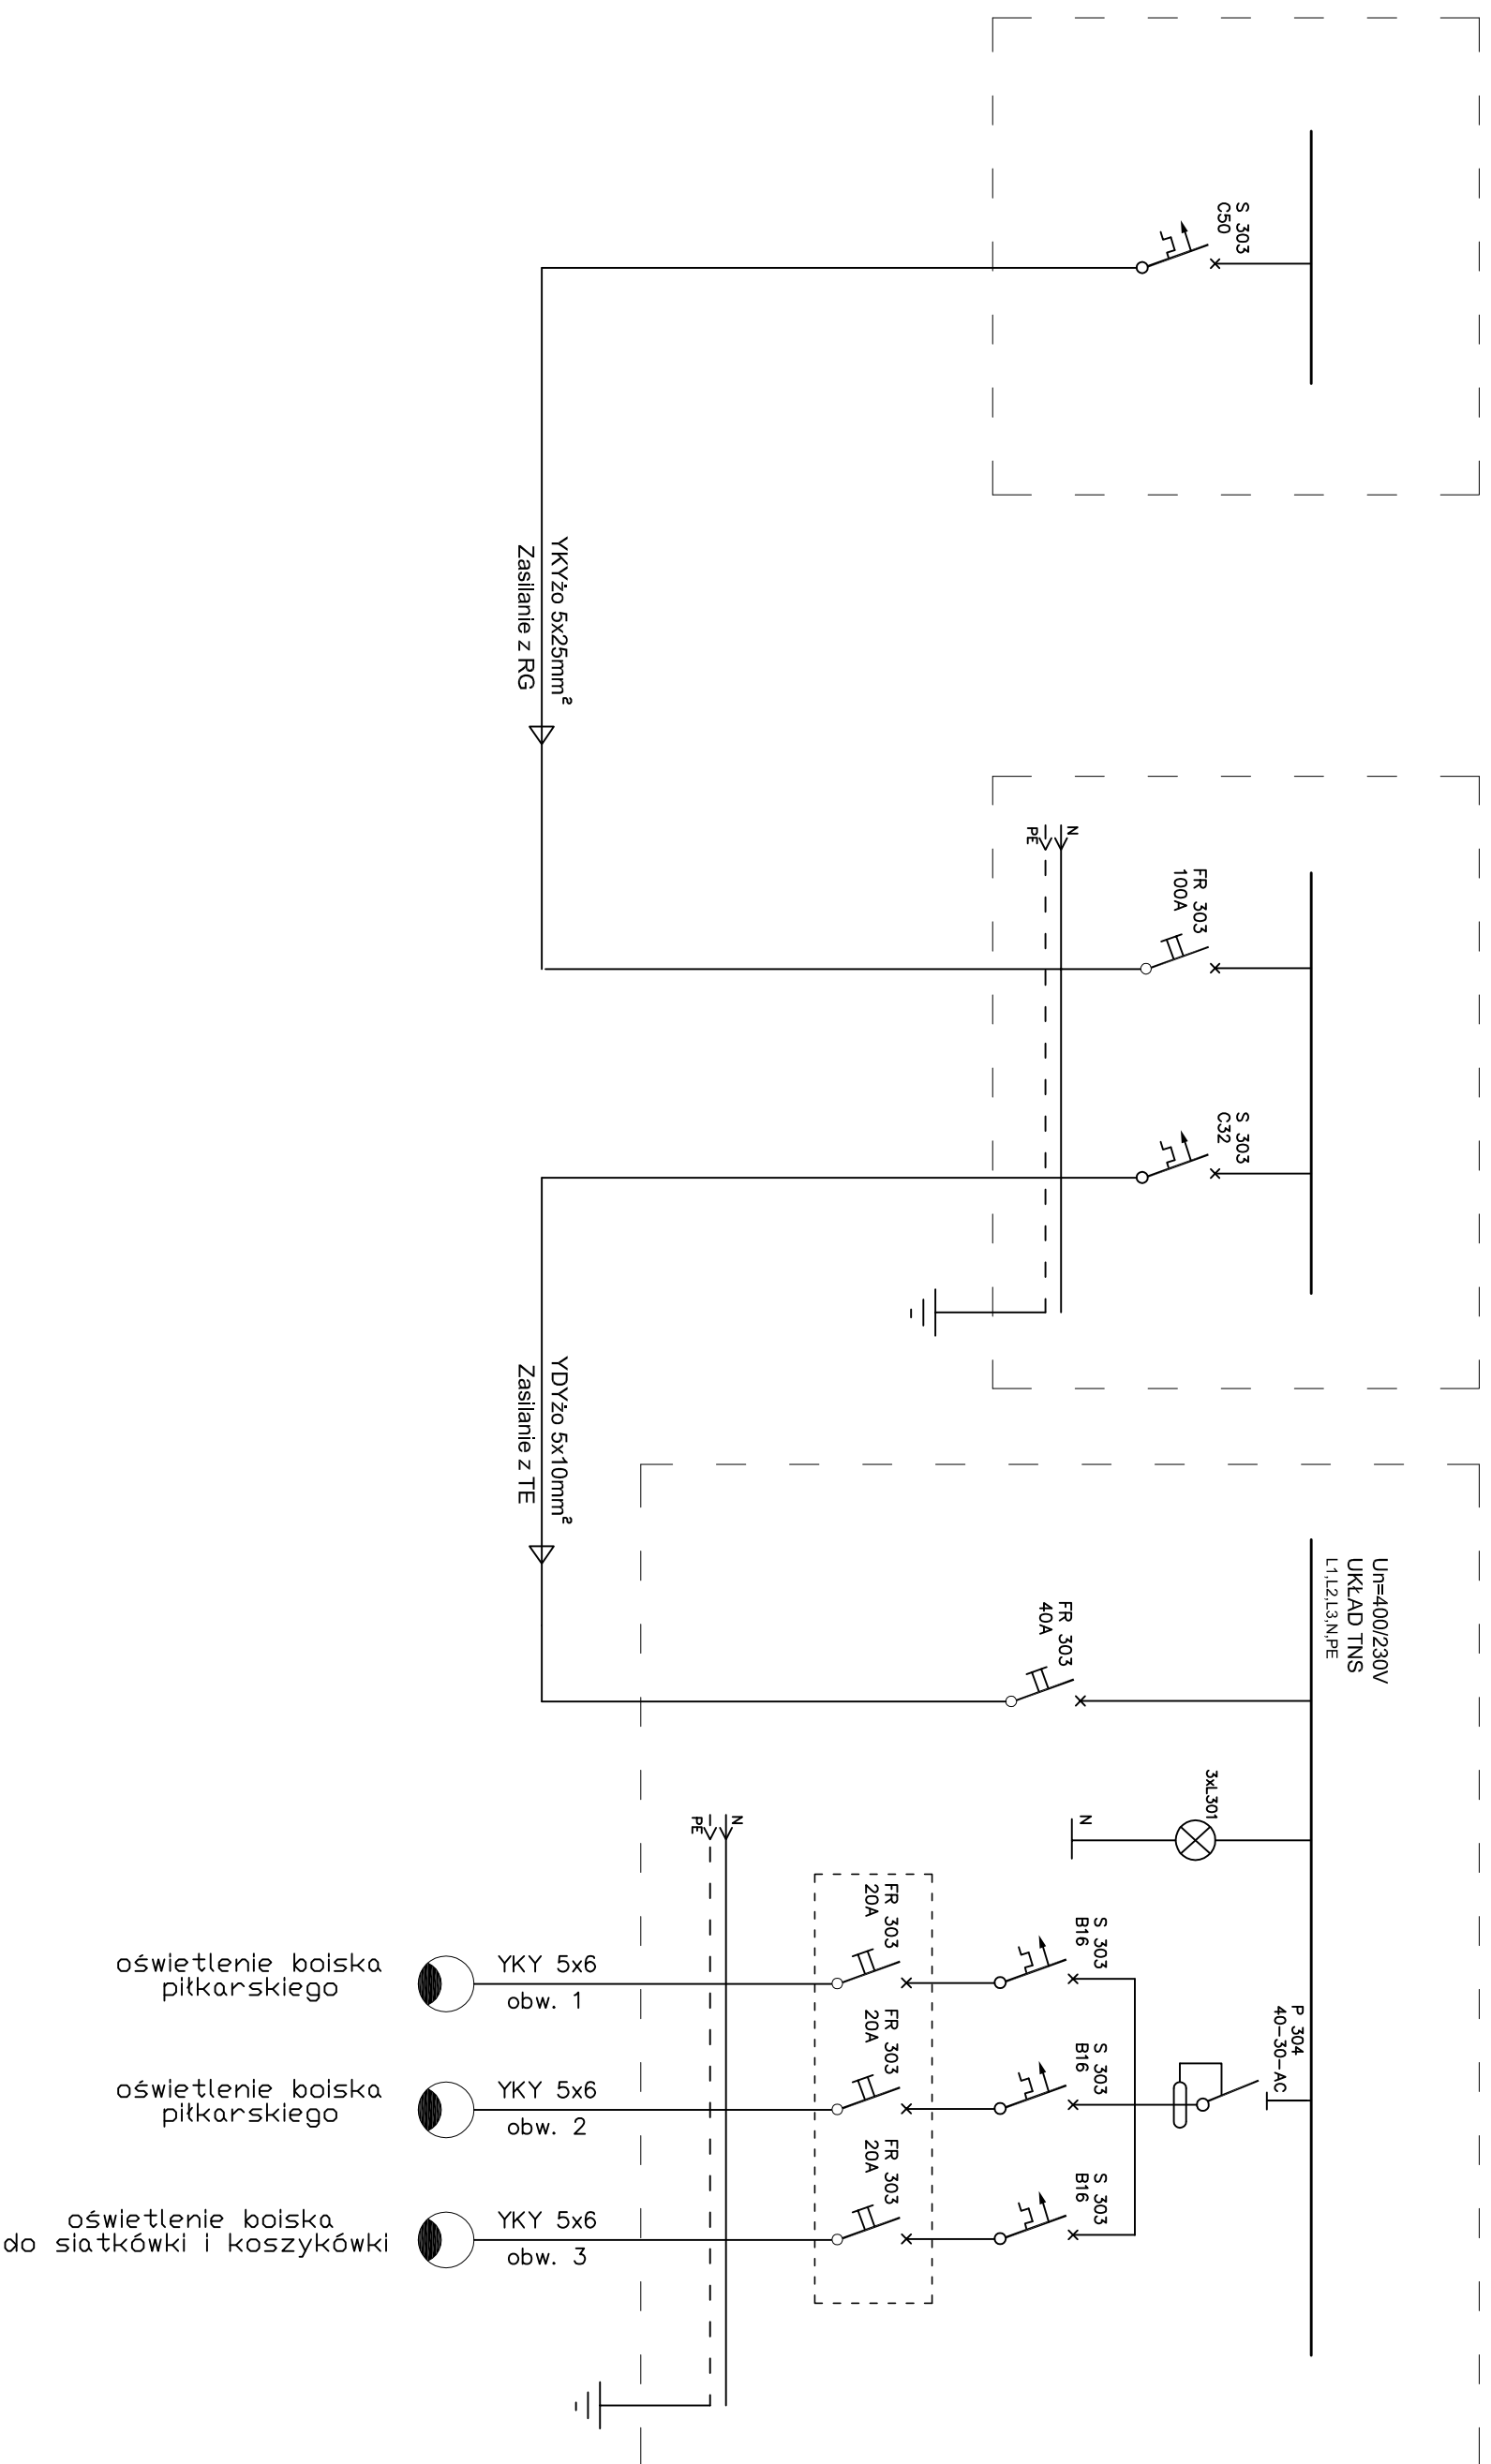 S 303
C50
YKYżo 5x25mm²
Zasilanie z RG
N
PE
FR 303
100A
S 303
C32
YDYżo 5x10mm²
Zasilanie z TE
Un=400/230V
UKŁAD TNS
L1,L2,L3,N,PE
FR 303
40A
3xL301
N
N
PE
P 304
40-30-AC
S 303
B16
FR 303
20A
YKY 5x6
obw. 1
oświetlenie boiska
piłkarskiego
S 303
B16
FR 303
20A
YKY 5x6
obw. 2
oświetlenie boiska
piłkarskiego
S 303
B16
FR 303
20A
YKY 5x6
obw. 3
oświetlenie boiska
do siatkówki i koszykówki